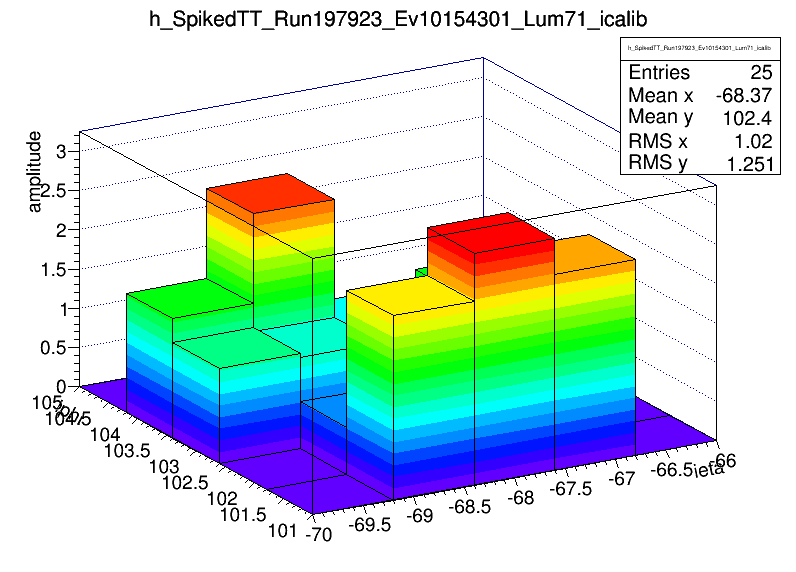 h_SpikedTT_Run197923_Ev10154301_Lum71_icalib
h_SpikedTT_Run197923_Ev10154301_Lum71_icalib
Entries 25
Mean x -68.37
Mean y 102.4
RMS x 1.02
RMS y 1.251
amplitude
3
2.5
2
1.5
1
0.5
0
105
104.5
104
103.5
103
102.5
102
101.5
101
-70
-69.5
-69
-68.5
-68
-67.5
-67
-66.5
-66
ieta